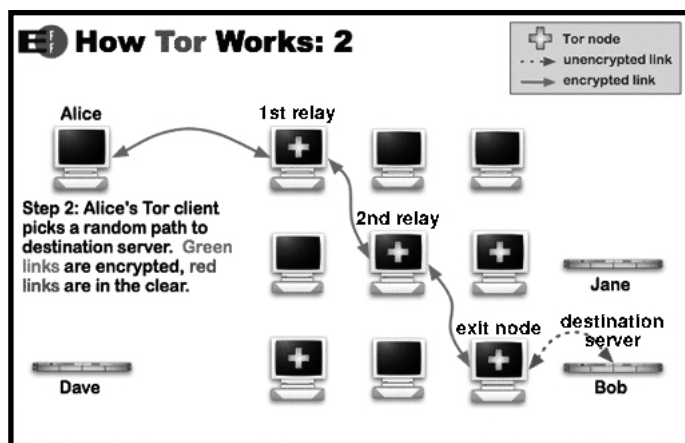 EFF How Tor Works: 2
Tor node
unencrypted link
encrypted link
Alice
1st relay
Step 2: Alice's Tor client
picks a random path to
destination server. Green
links are encrypted, red
links are in the clear.
2nd relay
Jane
exit node
destination
server
Dave
Bob